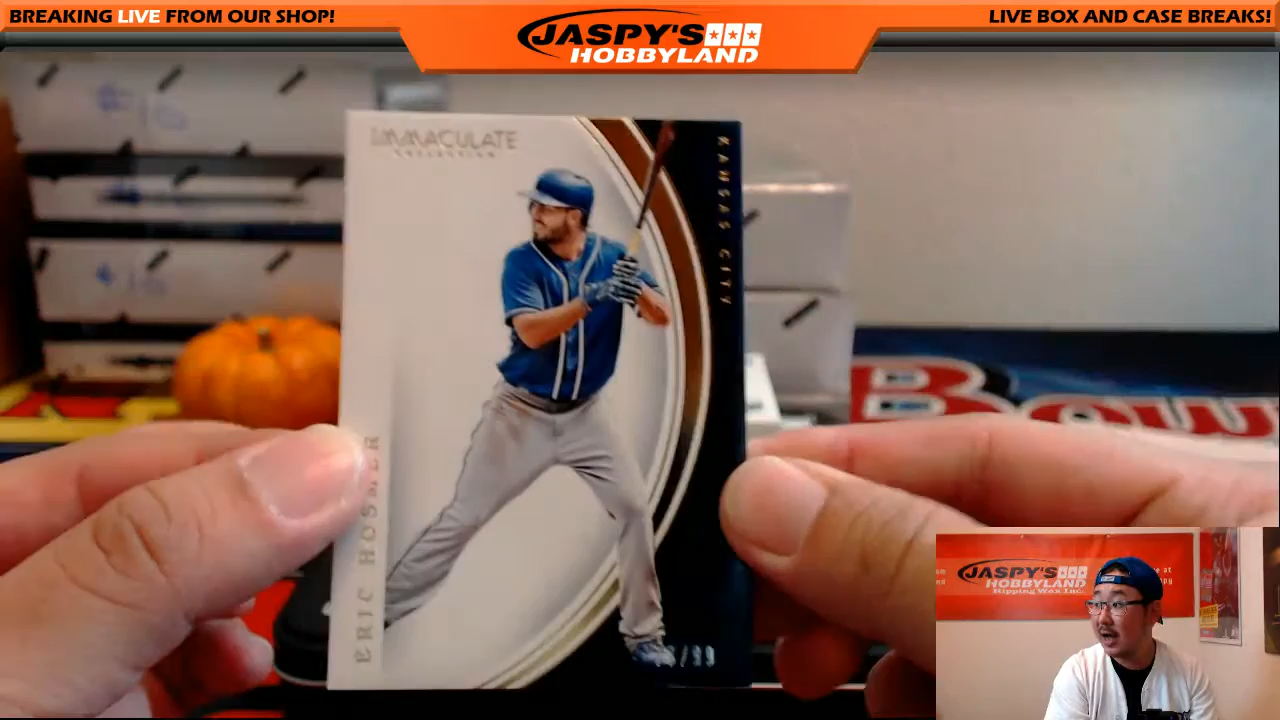 BREAKING LIVE FROM OUR SHOP!
JASPY'S
HOBBYLAND
LIVE BOX AND CASE BREAKS!
IMMACULATE
COLLECTION
KANSAS CITY
ERIC HOSMER
/99
JASPY'S
HOBBYLAND
Ripping Wax Inc.